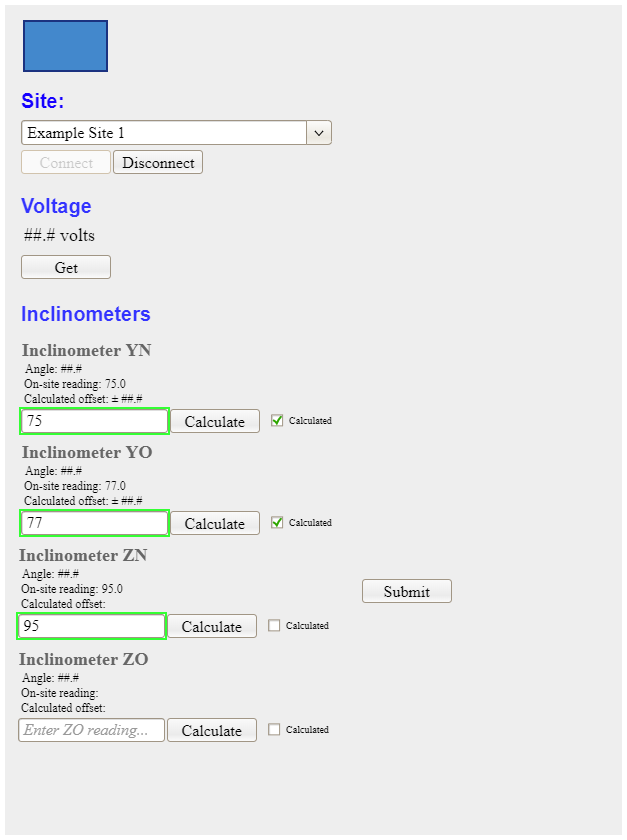 Site:
Example Site 1
Connect Disconnect
Voltage
##.# volts
Get
Inclinometers
Inclinometer YN
Angle: ##.#
On-site reading: 75.0
Calculated offset: ± ##.#
75 Calculate Calculated
Inclinometer YO
Angle: ##.#
On-site reading: 77.0
Calculated offset: ± ##.#
77 Calculate Calculated
Inclinometer ZN
Angle: ##.#
On-site reading: 95.0
Submit
Calculated offset:
95 Calculate Calculated
Inclinometer ZO
Angle: ##.#
On-site reading:
Calculated offset:
Enter ZO reading... Calculate Calculated